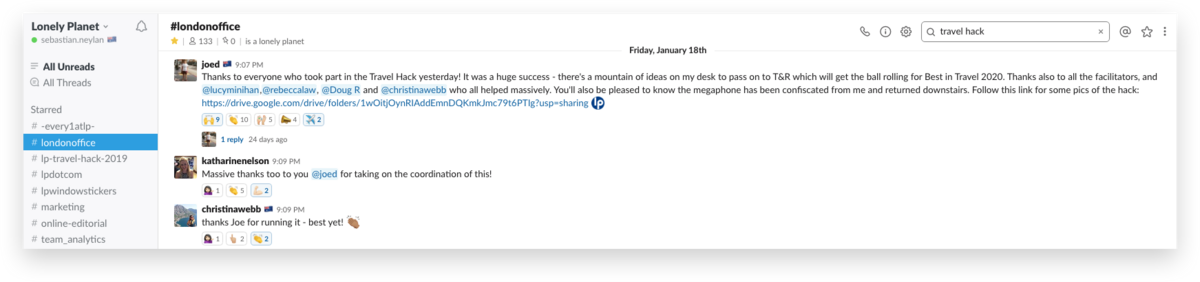 Lonely Planet
sebastian.neylan
All Unreads
All Threads
Starred
# -every1atlp-
# londonoffice
# lp-travel-hack-2019
# lpdotcom
# lpwindowstickers
# marketing
# online-editorial
# team_analytics
#londonoffice
133 | 0 | is a lonely planet
travel hack
Friday, January 18th
joed 9:07 PM
Thanks to everyone who took part in the Travel Hack yesterday! It was a huge success - there's a mountain of ideas on my desk to pass on to T&R which will get the ball rolling for Best in Travel 2020. Thanks also to all the facilitators, and
@lucyminihan,@rebeccalaw, @Doug R and @christinawebb who all helped massively. You'll also be pleased to know the megaphone has been confiscated from me and returned downstairs. Follow this link for some pics of the hack:
https://drive.google.com/drive/folders/1wOitjOynRIAddEmnDQKmkJmc79t6PTlg?usp=sharing lp
9 10 5 4 2
1 reply 24 days ago
katharinenelson 9:09 PM
Massive thanks too to you @joed for taking on the coordination of this!
1 5 2
christinawebb 9:09 PM
thanks Joe for running it - best yet!
1 2 2